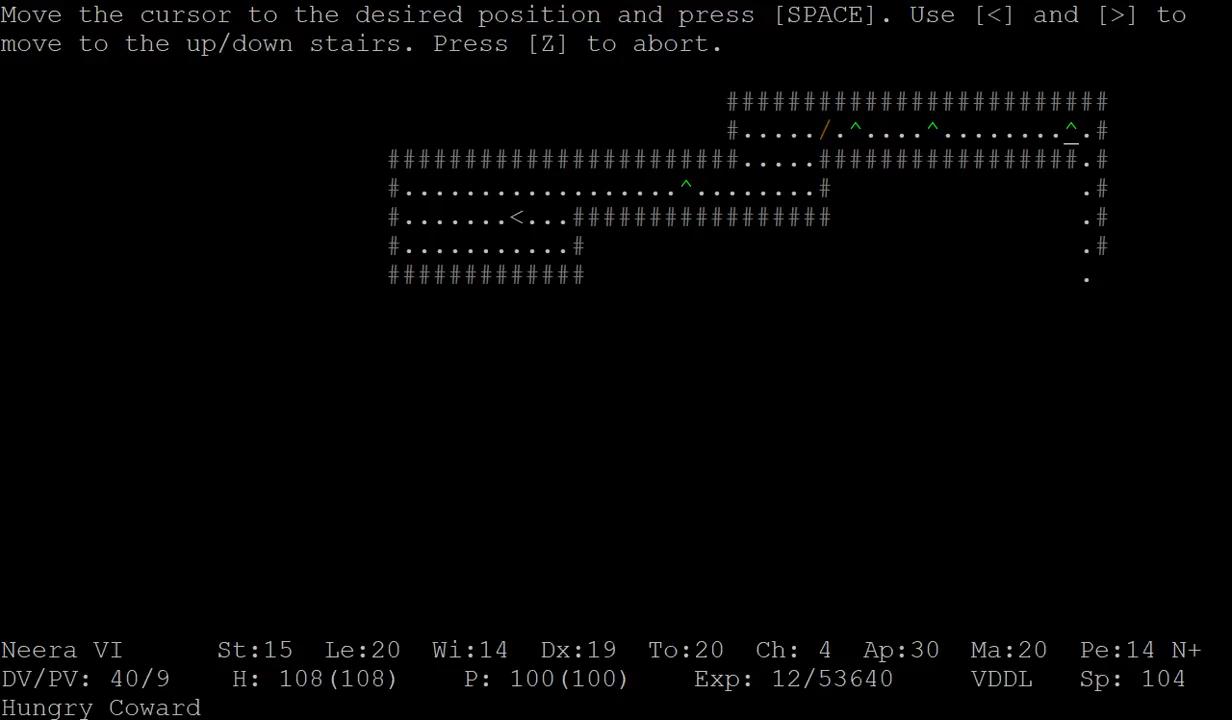 Move the cursor to the desired position and press [SPACE]. Use [<] and [>] to
move to the up/down stairs. Press [Z] to abort.
#########################
#...../.^....^........^.#
#######################.....#################.#
#.................^........# .#
#.......<...################# .#
#...........# .#
############# .
Neera VI St:15 Le:20 Wi:14 Dx:19 To:20 Ch: 4 Ap:30 Ma:20 Pe:14 N+
DV/PV: 40/9 H: 108(108) P: 100(100) Exp: 12/53640 VDDL Sp: 104
Hungry Coward